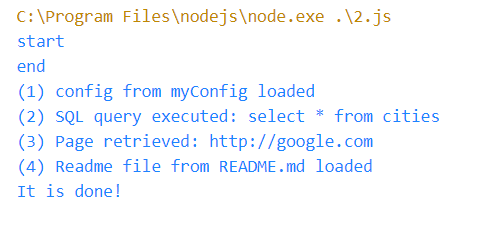 C:\Program Files\nodejs\node.exe .\2.js
start
end
(1) config from myConfig loaded
(2) SQL query executed: select * from cities
(3) Page retrieved: http://google.com
(4) Readme file from README.md loaded
It is done!